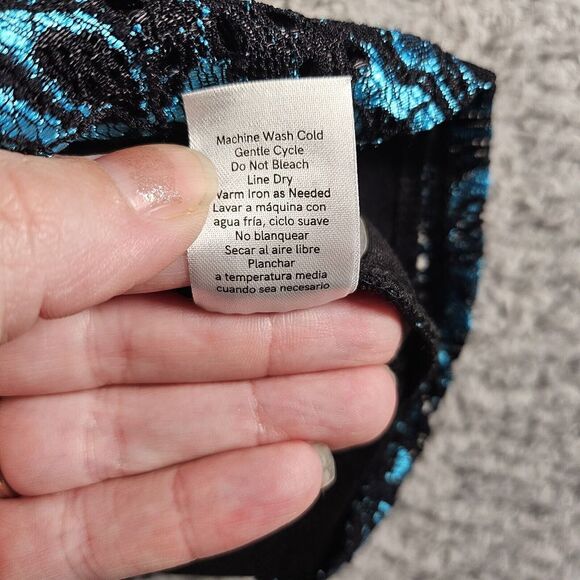 Machine Wash Cold
Gentle Cycle
Do Not Bleach
Line Dry
Warm Iron as Needed
Lavar a máquina con
agua fría, ciclo suave
No blanquear
Secar al aire libre
Planchar
a temperatura media
cuando sea necesario